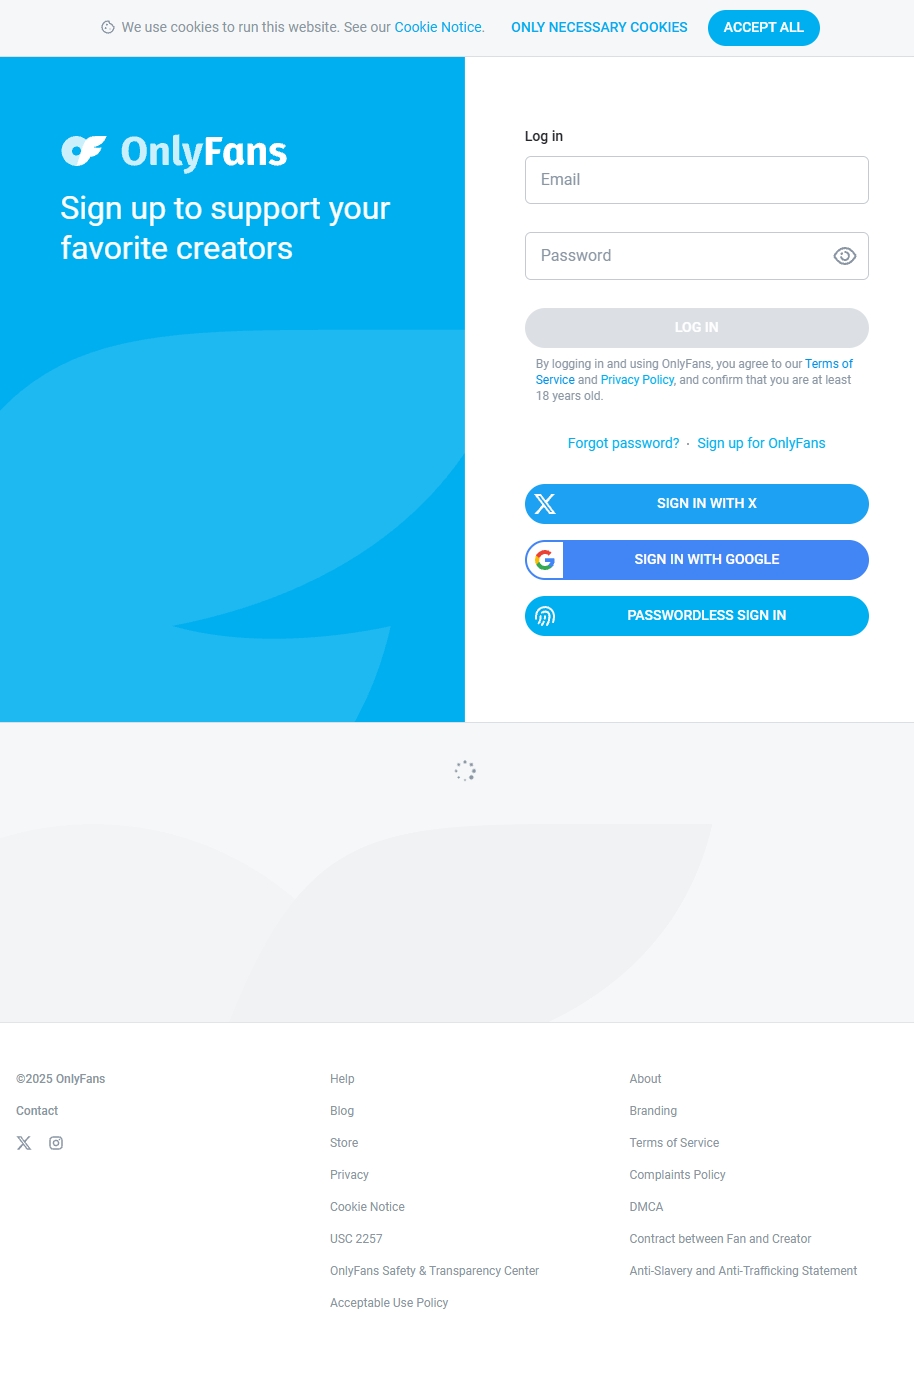 We use cookies to run this website. See our Cookie Notice.
ONLY NECESSARY COOKIES
ACCEPT ALL
OnlyFans
Sign up to support your
favorite creators
Log in
Email
Password
LOG IN
By logging in and using OnlyFans, you agree to our Terms of
Service and Privacy Policy, and confirm that you are at least
18 years old.
Forgot password? · Sign up for OnlyFans
SIGN IN WITH X
SIGN IN WITH GOOGLE
PASSWORDLESS SIGN IN
©2025 OnlyFans
Contact
Help
Blog
Store
Privacy
Cookie Notice
USC 2257
OnlyFans Safety & Transparency Center
Acceptable Use Policy
About
Branding
Terms of Service
Complaints Policy
DMCA
Contract between Fan and Creator
Anti-Slavery and Anti-Trafficking Statement